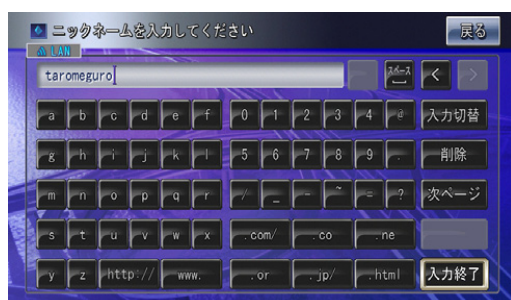 ニックネームを入力してください 戻る
LAN
taromeguro スペース < >
a b c d e f 0 1 2 3 4 @ 入力切替
g h i j k l 5 6 7 8 9 . 削除
m n o p q r / _ - ~ = ? 次ページ
s t u v w x .com/ .co .ne
y z http:// www. .or .jp/ .html 入力終了